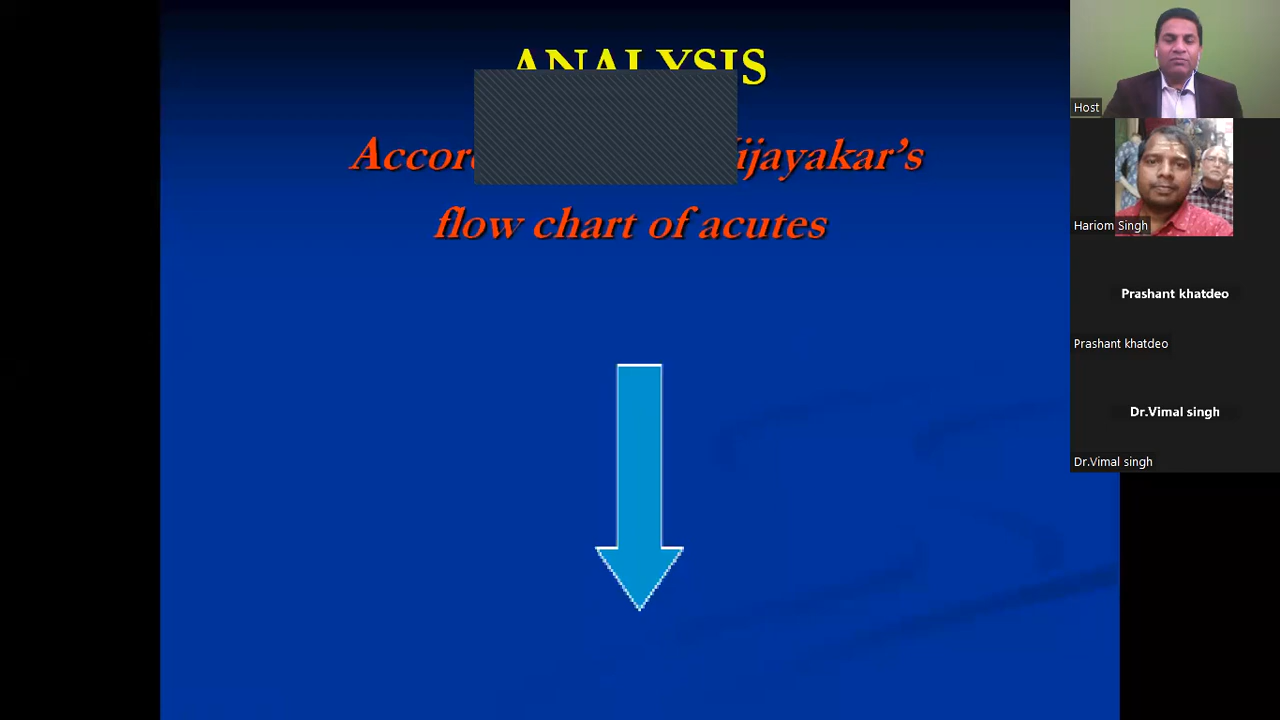 ANALYSIS
flow chart of acutes
Host
Hariom Singh
Prashant khatdeo
Prashant khatdeo
Dr.Vimal singh
Dr.Vimal singh